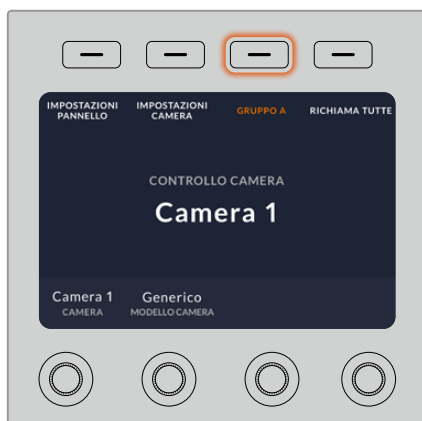 IMPOSTAZIONI PANNELLO
IMPOSTAZIONI CAMERA
GRUPPO A
RICHIAMA TUTTE
CONTROLLO CAMERA
Camera 1
Camera 1
CAMERA
Generico
MODELLO CAMERA